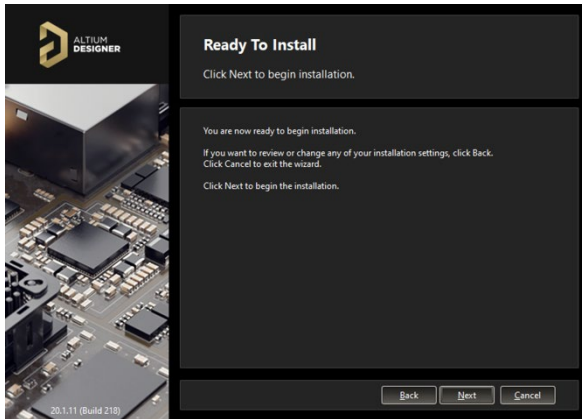 ALTIUM
DESIGNER
Ready To Install
Click Next to begin installation.
You are now ready to begin installation.
If you want to review or change any of your installation settings, click Back.
Click Cancel to exit the wizard.
Click Next to begin the installation.
20.1.11 (Build 218)
Back
Next
Cancel